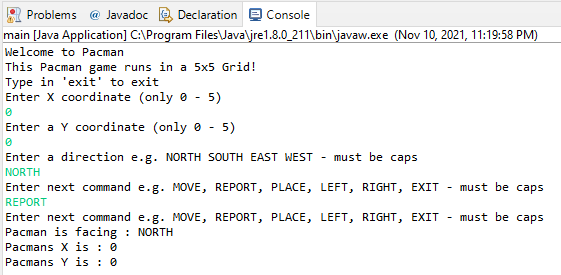 Problems @ Javadoc Declaration Console
main [Java Application] C:\Program Files\Java\jre1.8.0_211\bin\javaw.exe (Nov 10, 2021, 11:19:58 PM)
Welcome to Pacman
This Pacman game runs in a 5x5 Grid!
Type in 'exit' to exit
Enter X coordinate (only 0 - 5)
0
Enter a Y coordinate (only 0 - 5)
0
Enter a direction e.g. NORTH SOUTH EAST WEST - must be caps
NORTH
Enter next command e.g. MOVE, REPORT, PLACE, LEFT, RIGHT, EXIT - must be caps
REPORT
Enter next command e.g. MOVE, REPORT, PLACE, LEFT, RIGHT, EXIT - must be caps
Pacman is facing : NORTH
Pacmans X is : 0
Pacmans Y is : 0